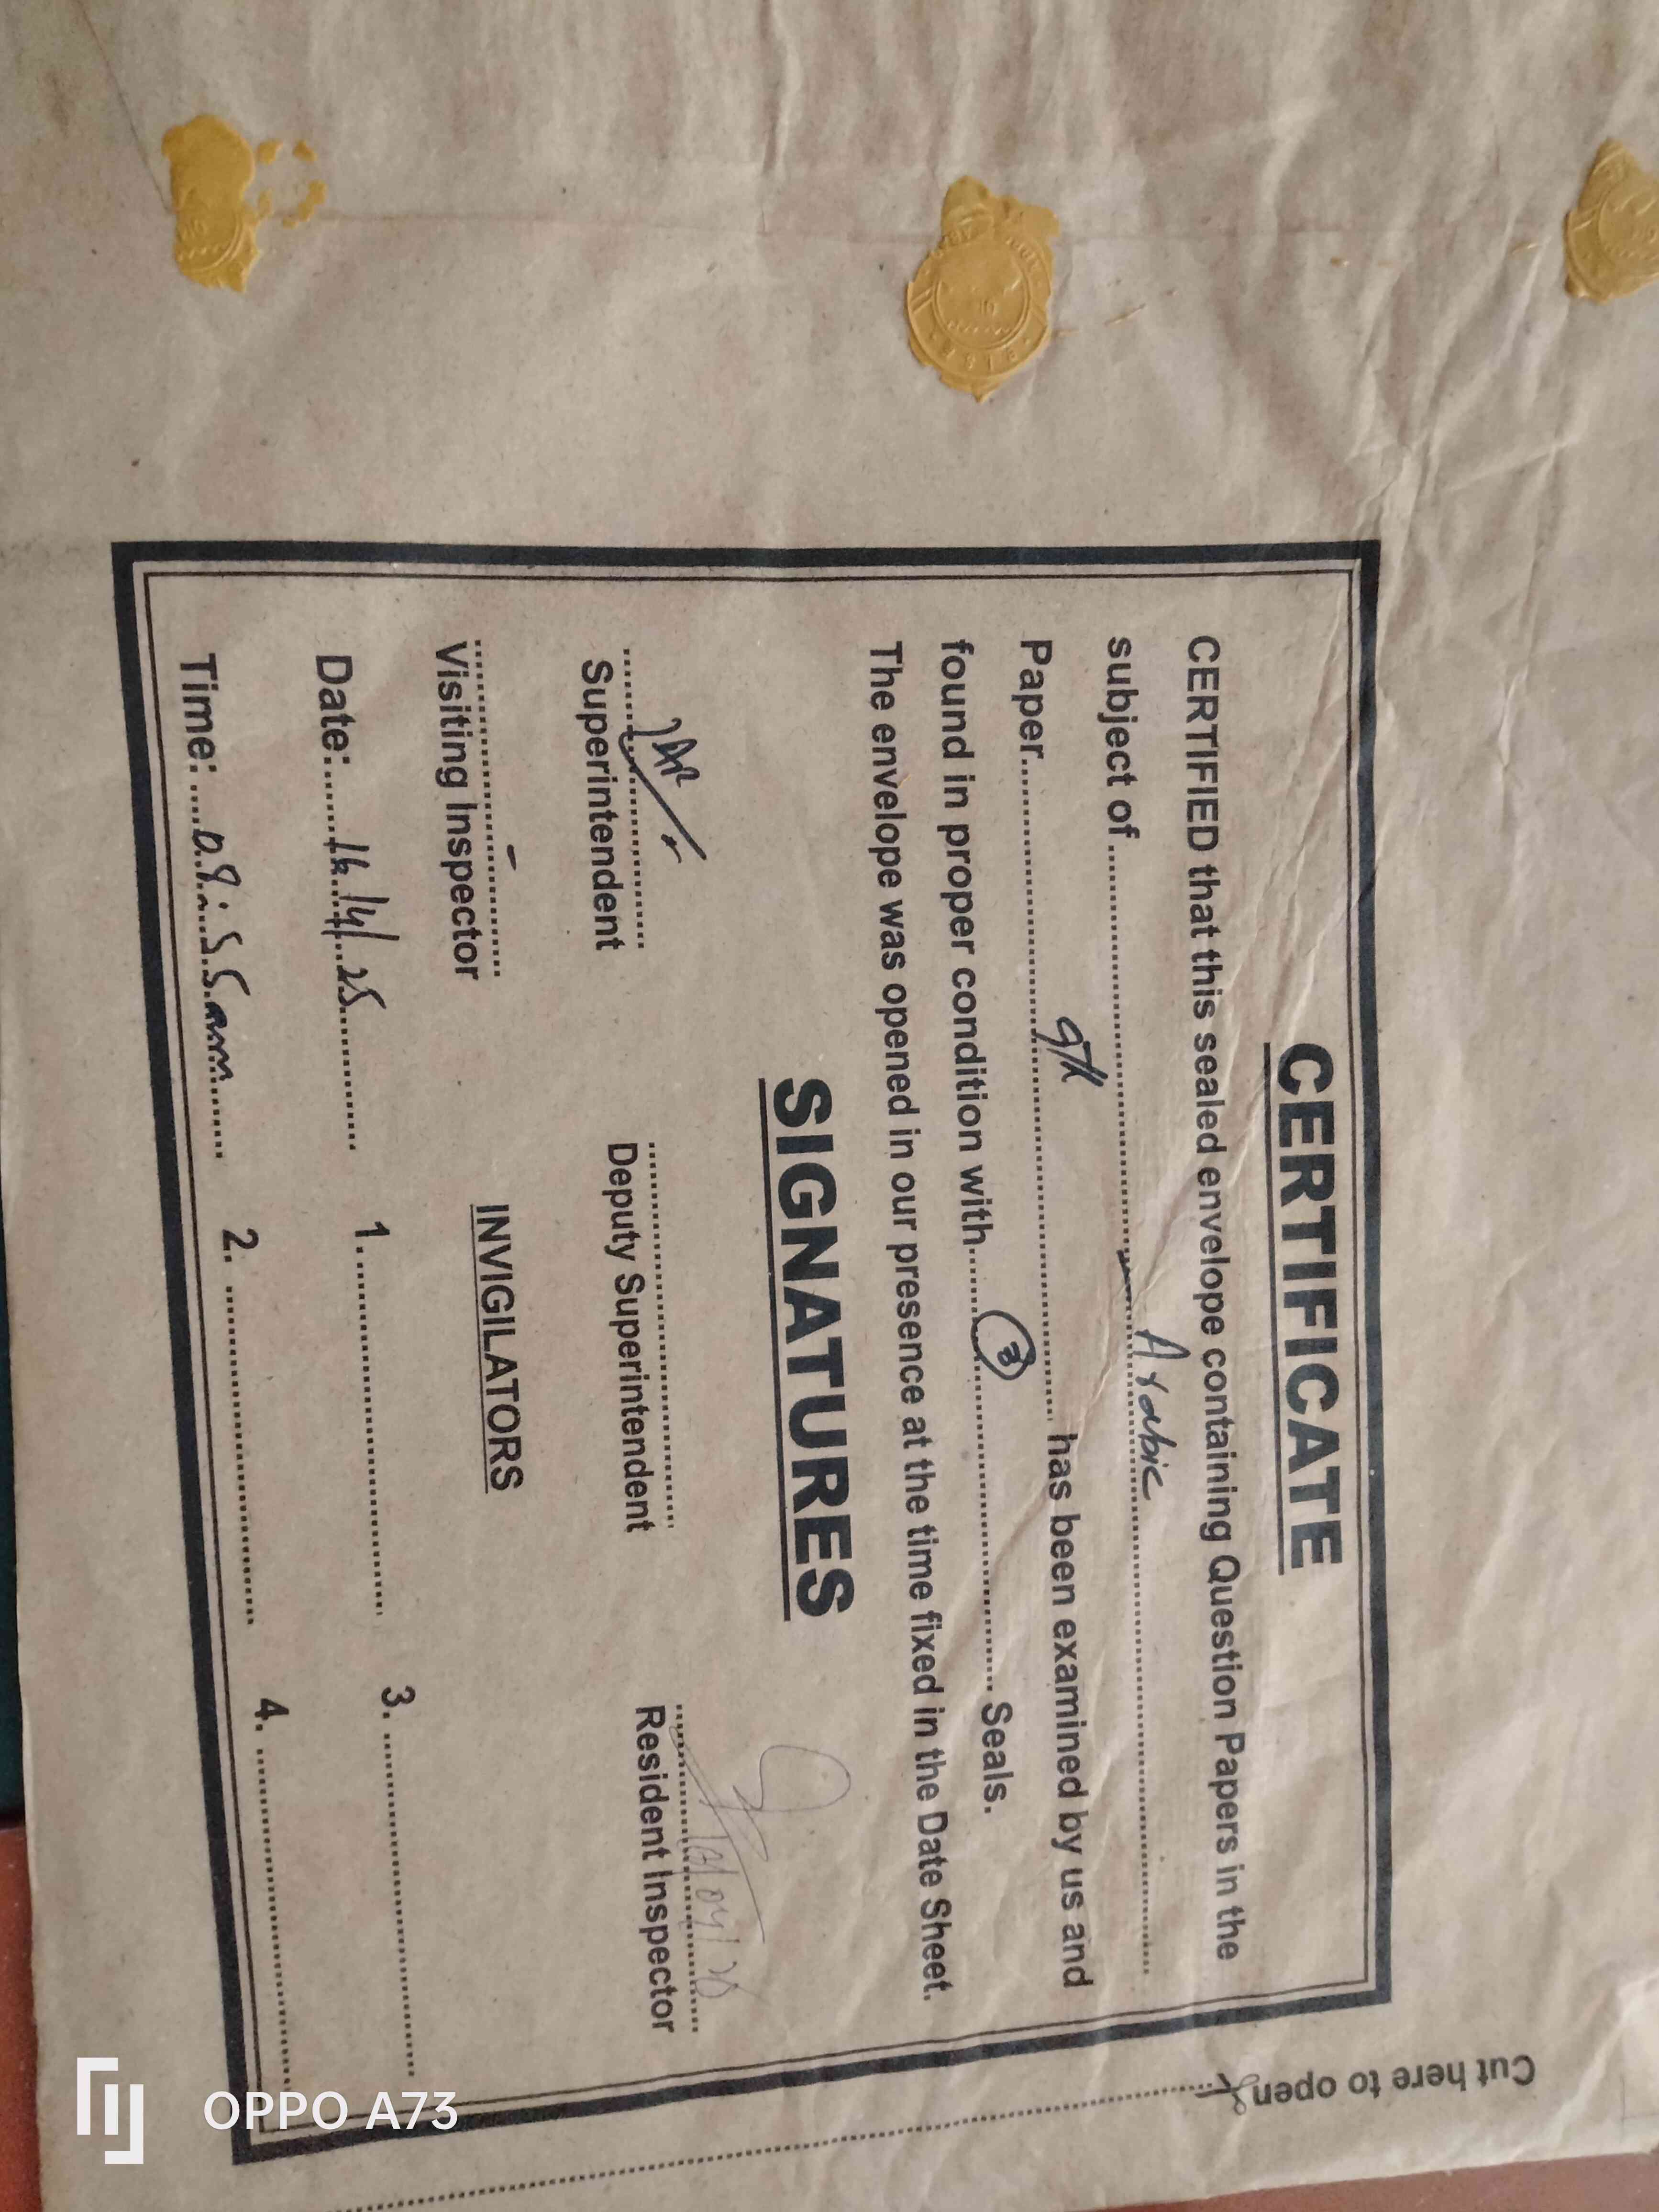 CERTIFICATE
CERTIFIED that this sealed envelope containing Question Papers in the
subject of.................... Arabic ....................
Paper.................... 9th .................... has been examined by us and
found in proper condition with....... 3 .................... Seals.
The envelope was opened in our presence at the time fixed in the Date Sheet.
SIGNATURES
Superintendent Deputy Superintendent Resident Inspector
Visiting Inspector INVIGILATORS
Date:....... 16/4/25 ....... 1. .................... 3. ....................
Time: ....... 08:55am ....... 2. .................... 4. ....................
Cut here to open
OPPO A73